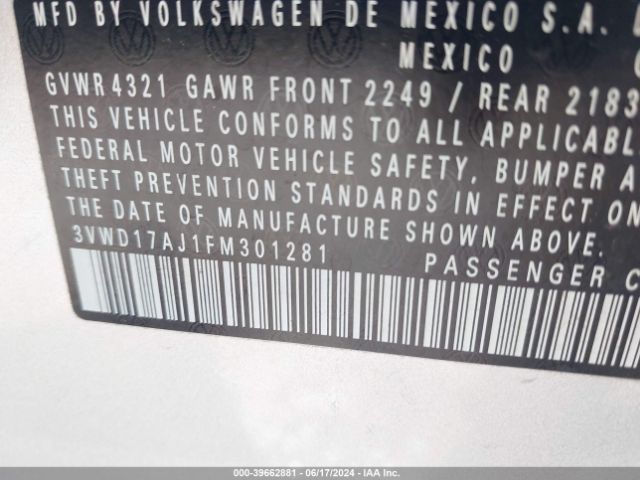 MFD BY VOLKSWAGEN DE MEXICO S.A.
MEXICO
GVWR 4321 GAWR FRONT 2249 / REAR 2183
THIS VEHICLE CONFORMS TO ALL APPLICABL
FEDERAL MOTOR VEHICLE SAFETY, BUMPER A
THEFT PREVENTION STANDARDS IN EFFECT ON
THE DATE OF MANUFACTURE SHOWN ABOVE.
3VWD17AJ1FM301281 PASSENGER C
000-39662881 - 06/17/2024 - IAAI.com